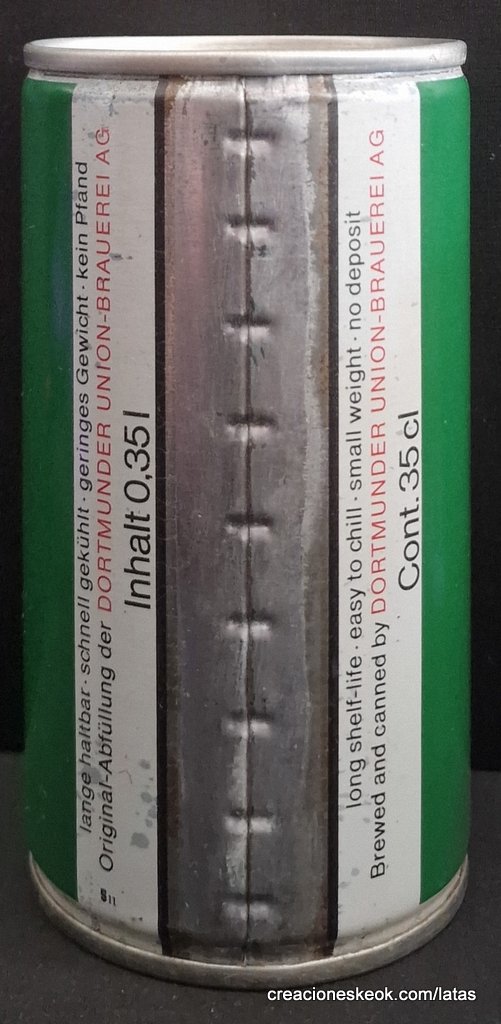 lange haltbar · schnell gekühlt · geringes Gewicht · kein Pfand
Original-Abfüllung der DORTMUNDER UNION-BRAUEREI AG
Inhalt 0,35 l
long shelf-life · easy to chill · small weight · no deposit
Brewed and canned by DORTMUNDER UNION-BRAUEREI AG
Cont. 35 cl
creacioneskeok.com/latas